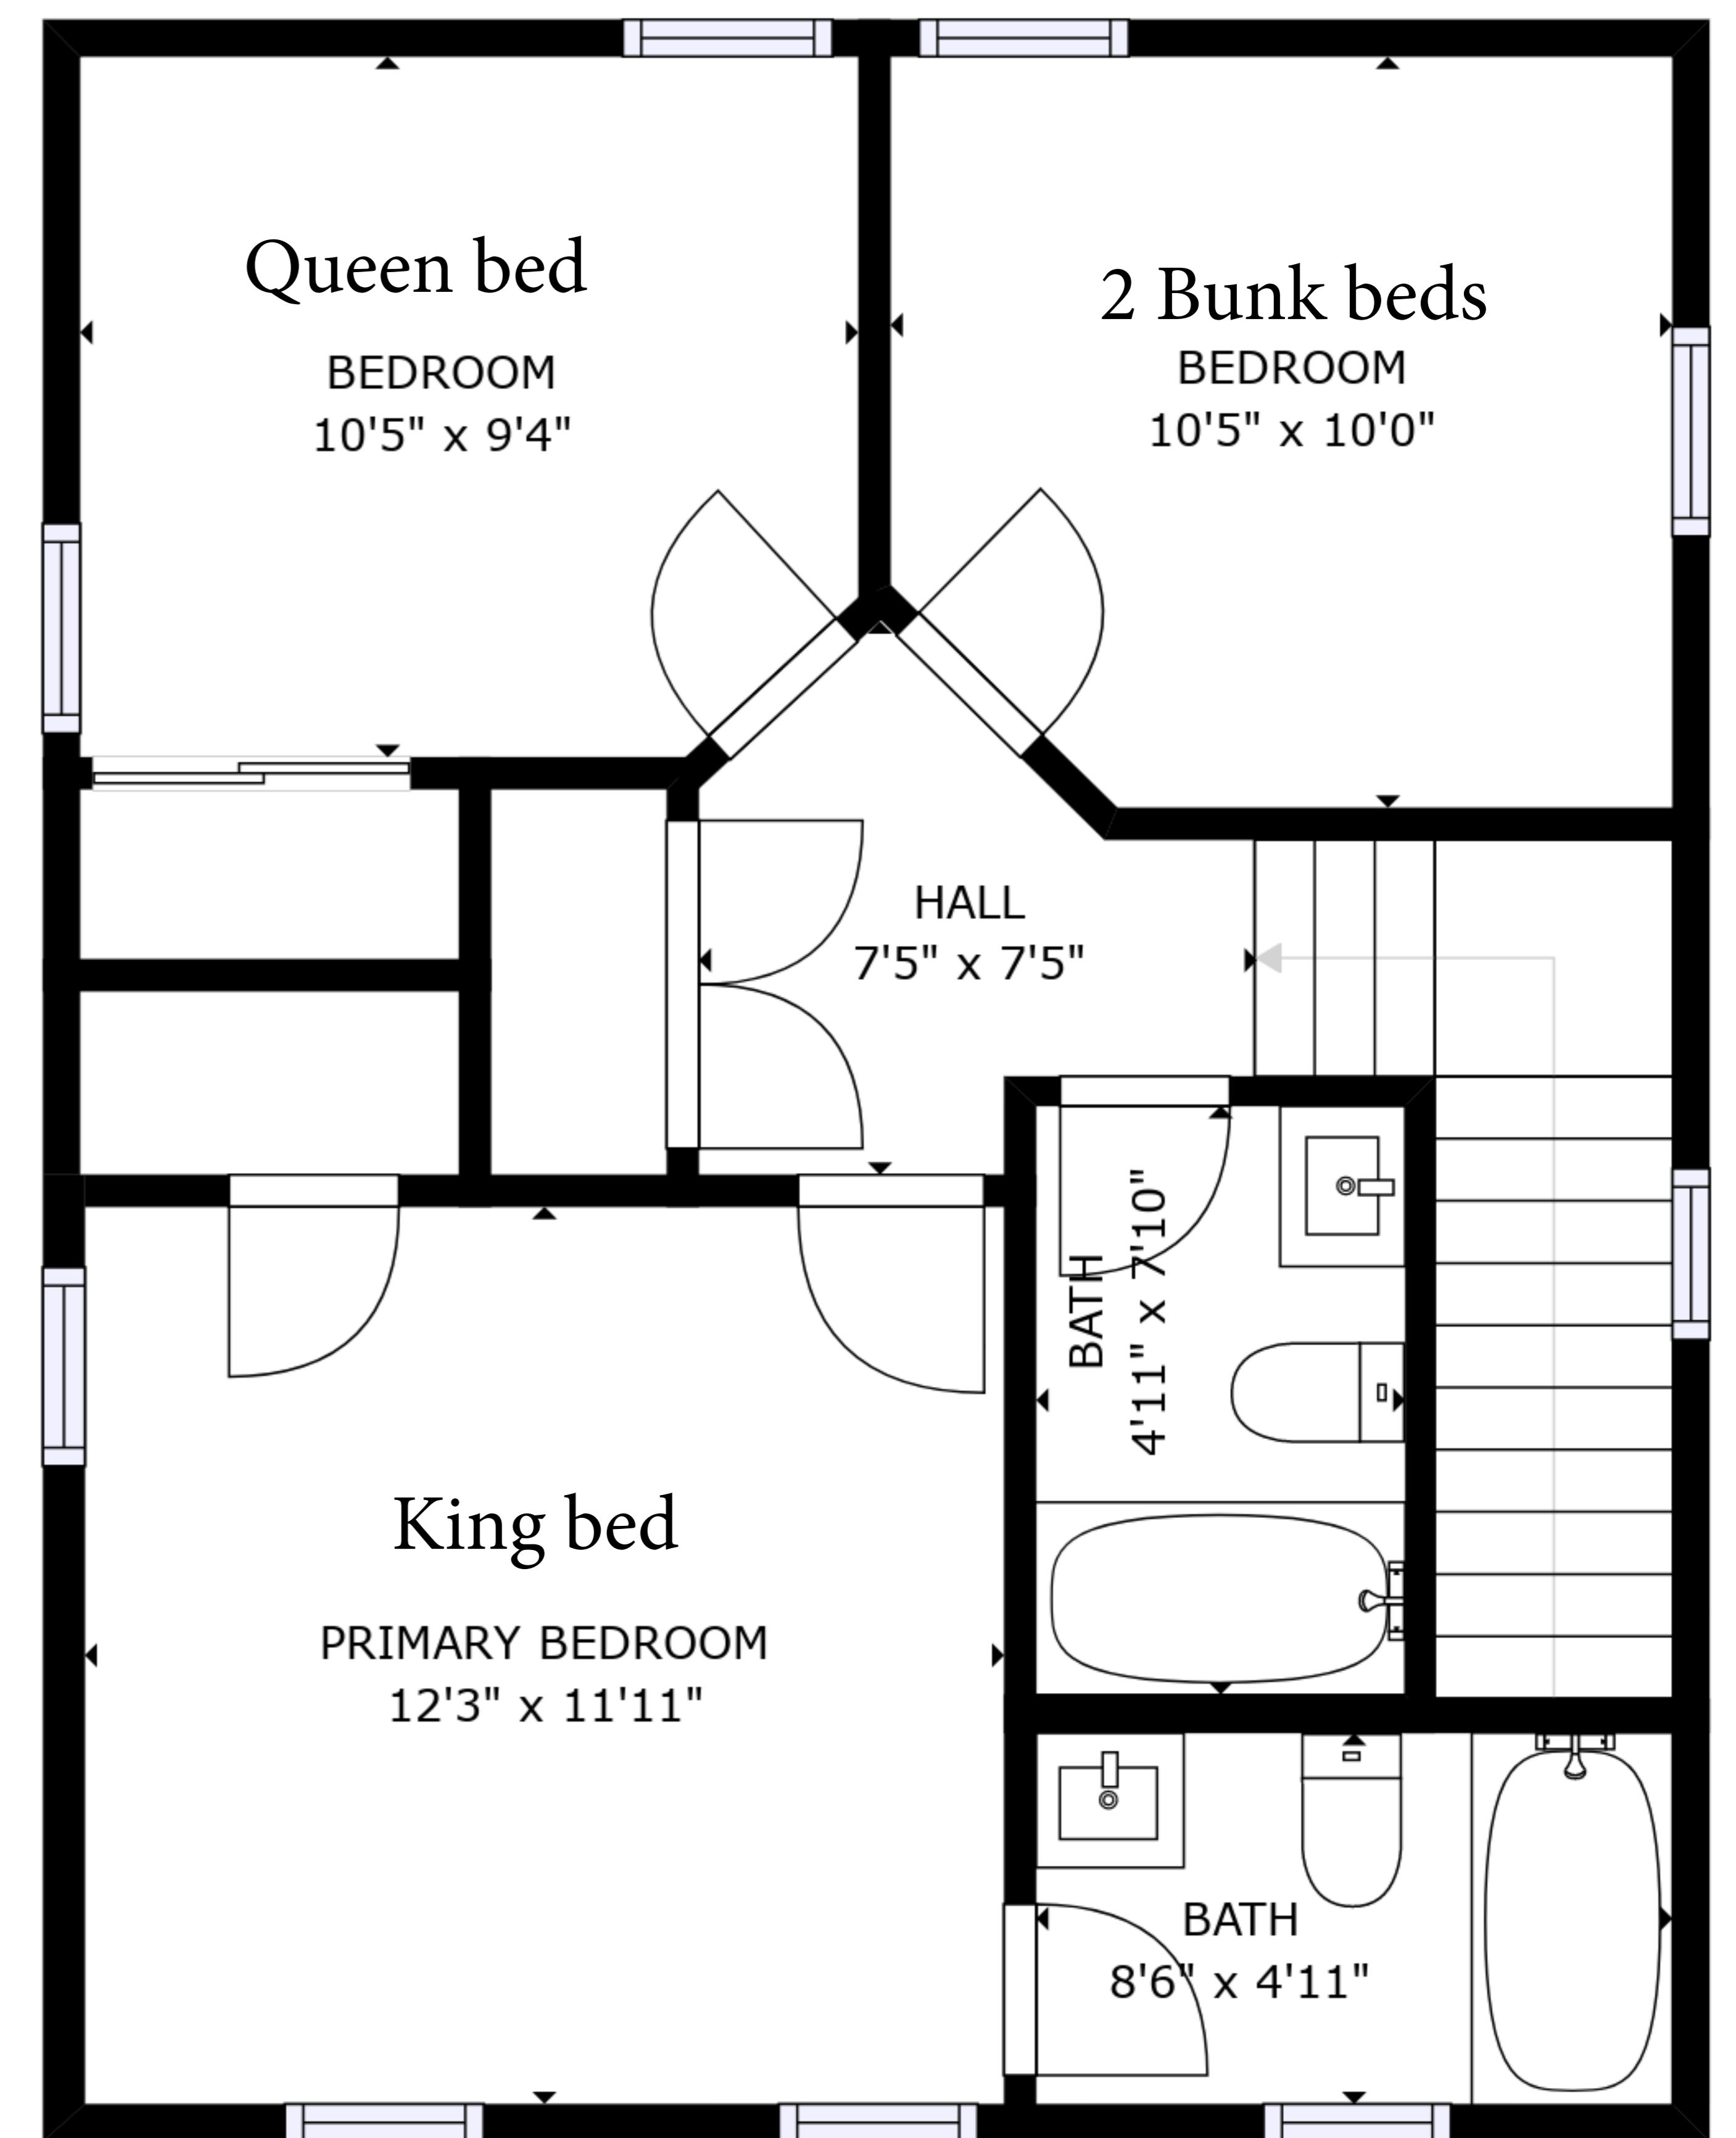 Queen bed
BEDROOM
10'5" x 9'4"
2 Bunk beds
BEDROOM
10'5" x 10'0"
HALL
7'5" x 7'5"
BATH
4'11" x 7'10"
King bed
PRIMARY BEDROOM
12'3" x 11'11"
BATH
8'6" x 4'11"